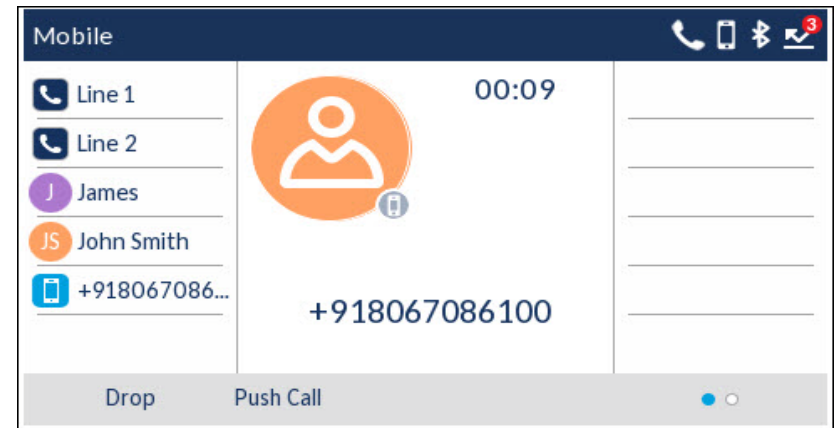 Mobile
3
Line 1
Line 2
J James
JS John Smith
+918067086...
00:09
+918067086100
Drop Push Call